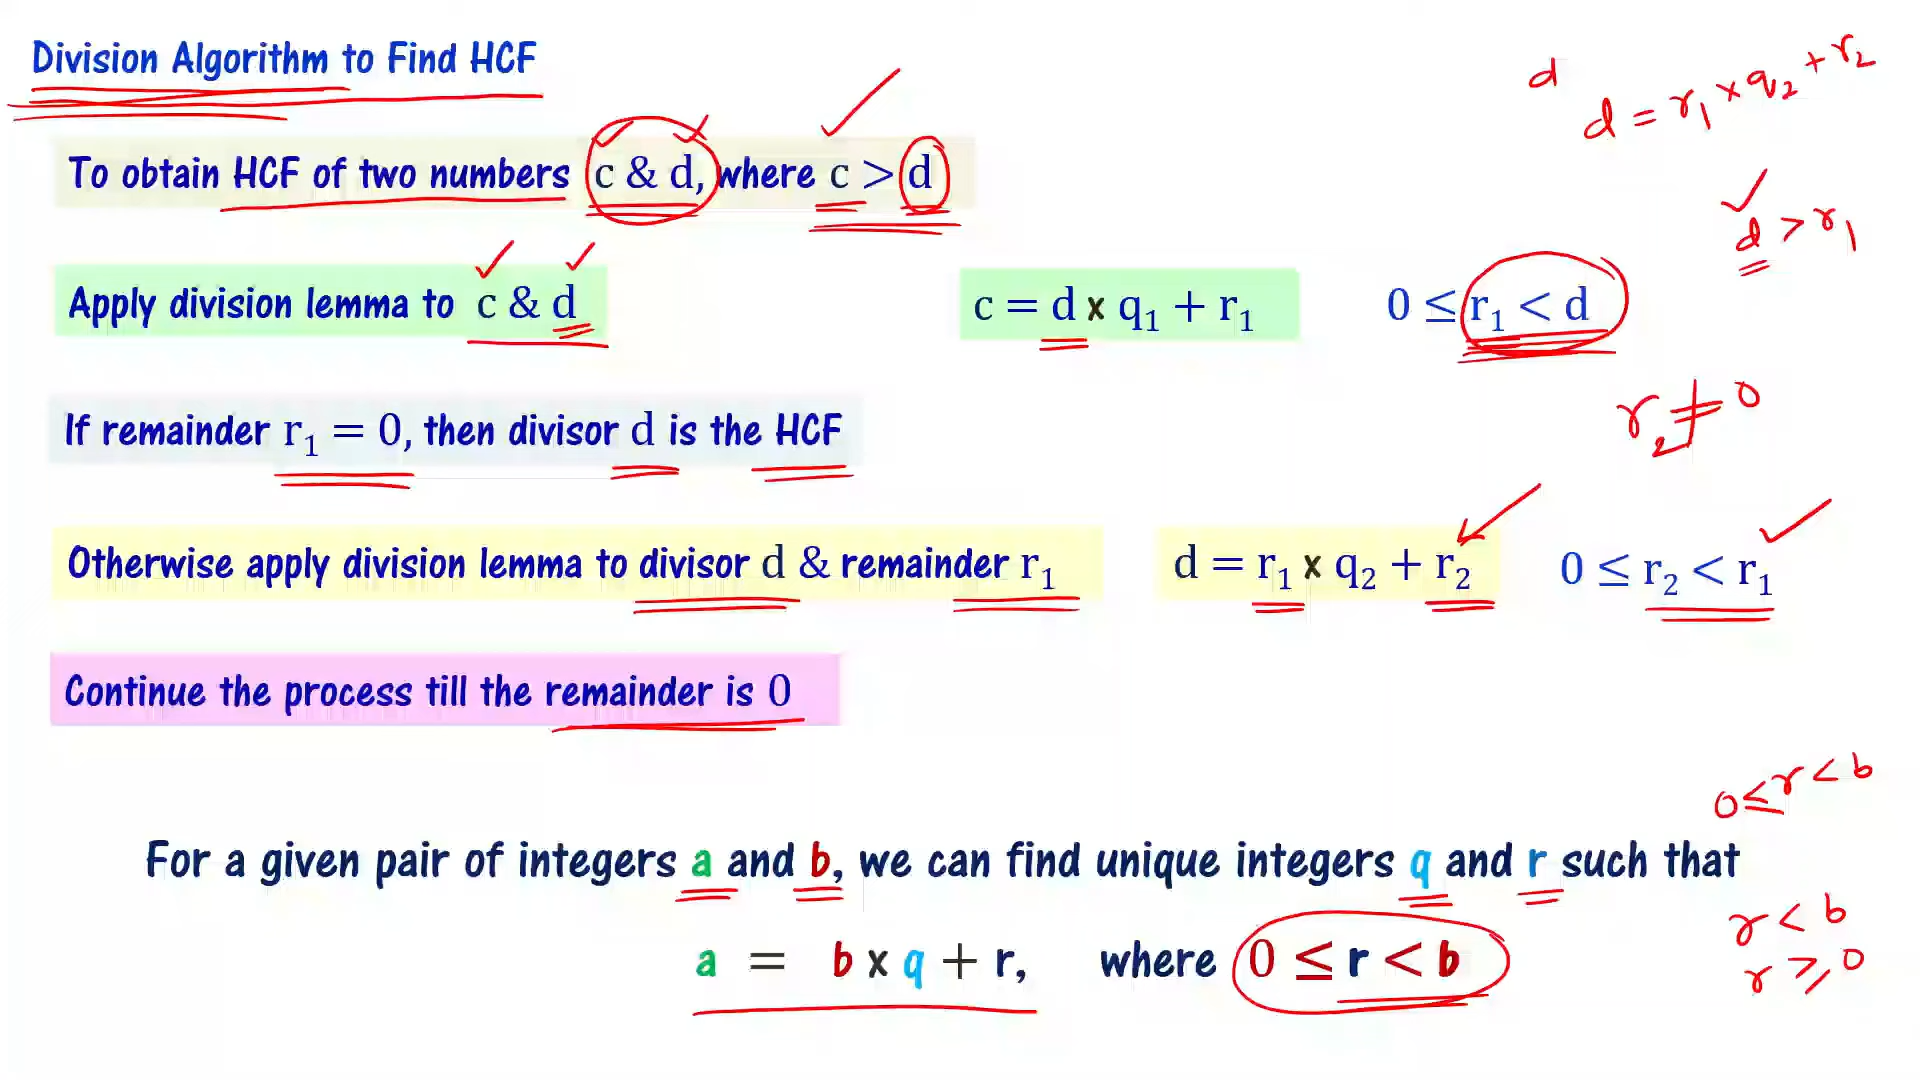 Division Algorithm to Find HCF
d
d = r₁ × q₂ + r₂
To obtain HCF of two numbers c & d, where c > d
d > r₁
Apply division lemma to c & d
c = d x q₁ + r₁
0 ≤ r₁ < d
If remainder r₁ = 0, then divisor d is the HCF
r₂ ≠ 0
Otherwise apply division lemma to divisor d & remainder r₁
d = r₁ x q₂ + r₂
0 ≤ r₂ < r₁
Continue the process till the remainder is 0
0 ≤ r < b
For a given pair of integers a and b, we can find unique integers q and r such that
a = b x q + r, where 0 ≤ r < b
r < b
r ≥ 0